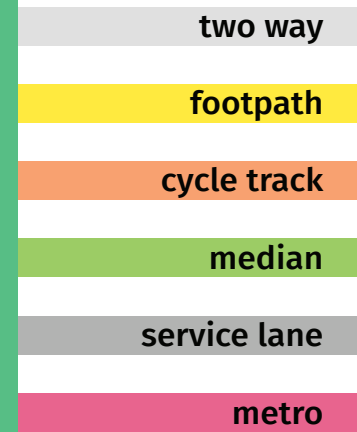 two way
footpath
cycle track
median
service lane
metro